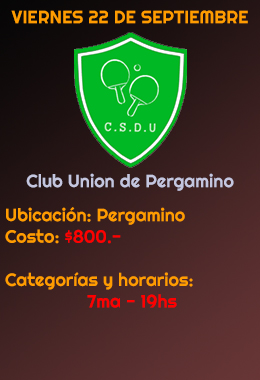 VIERNES 22 DE SEPTIEMBRE
C.S.D.U
Club Union de Pergamino
Ubicación: Pergamino
Costo: $800.-
Categorías y horarios:
7ma - 19hs